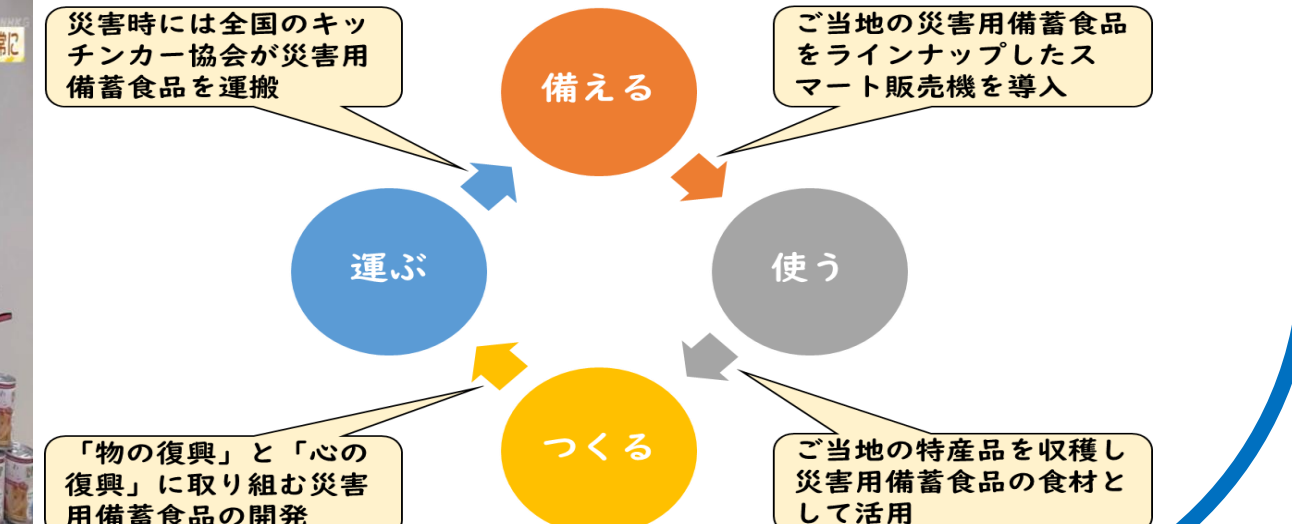 災害時には全国のキッ
チンカー協会が災害用
備蓄食品を運搬
備える
ご当地の災害用備蓄食品
をラインナップしたス
マート販売機を導入
運ぶ
使う
つくる
「物の復興」と「心の
復興」に取り組む災害
用備蓄食品の開発
ご当地の特産品を収穫し
災害用備蓄食品の食材と
して活用